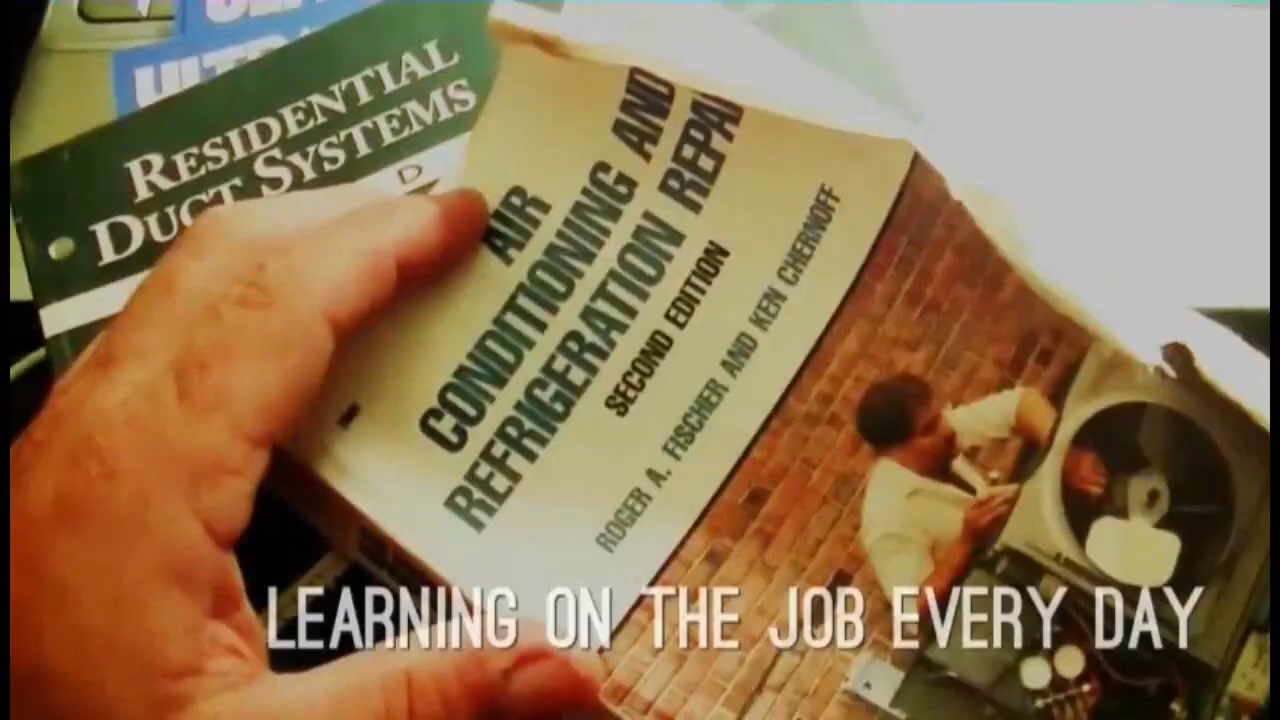 RESIDENTIAL
DUCT SYSTEMS
D
AIR
CONDITIONING AND
REFRIGERATION REPAI
SECOND EDITION
ROGER A. FISCHER AND KEN CHERNOFF
LEARNING ON THE JOB EVERY DAY